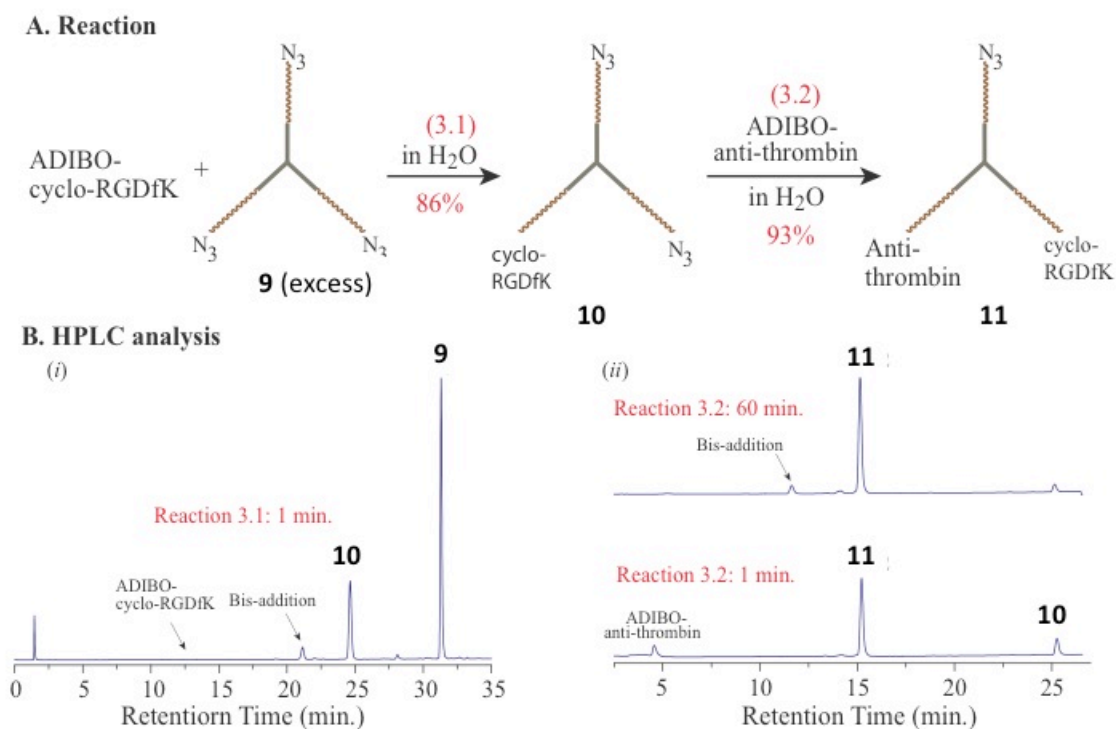 A. Reaction
N3
N3
ADIBO-
cyclo-RGDfK
+
N3
N3
9 (excess)
(3.1)
in H2O
86%
cyclo-
RGDfK
N3
10
(3.2)
ADIBO-
anti-thrombin
in H2O
93%
N3
Anti-
thrombin
cyclo-
RGDfK
11
B. HPLC analysis
(i)
9
Reaction 3.1: 1 min.
10
ADIBO-
cyclo-RGDfK
Bis-addition
0 5 10 15 20 25 30 35
Retentiorn Time (min.)
(ii)
11
Reaction 3.2: 60 min.
Bis-addition
11
Reaction 3.2: 1 min.
10
ADIBO-
anti-thrombin
5 10 15 20 25
Retention Time (min.)